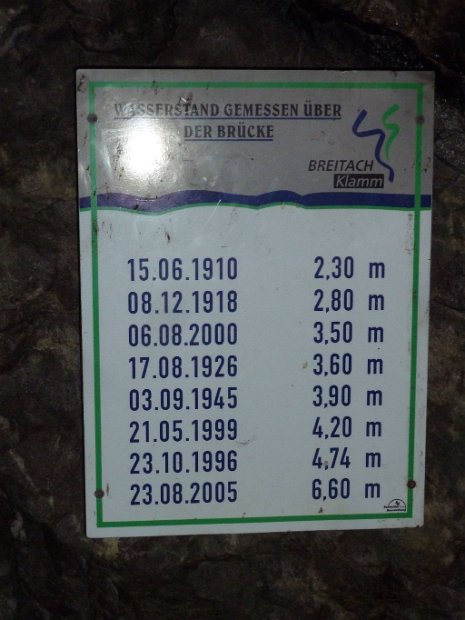 WASSERSTAND GEMESSEN ÜBER
DER BRÜCKE
BREITACH
Klamm
15.06.1910 2,30 m
08.12.1918 2,80 m
06.08.2000 3,50 m
17.08.1926 3,60 m
03.09.1945 3,90 m
21.05.1999 4,20 m
23.10.1996 4,74 m
23.08.2005 6,60 m